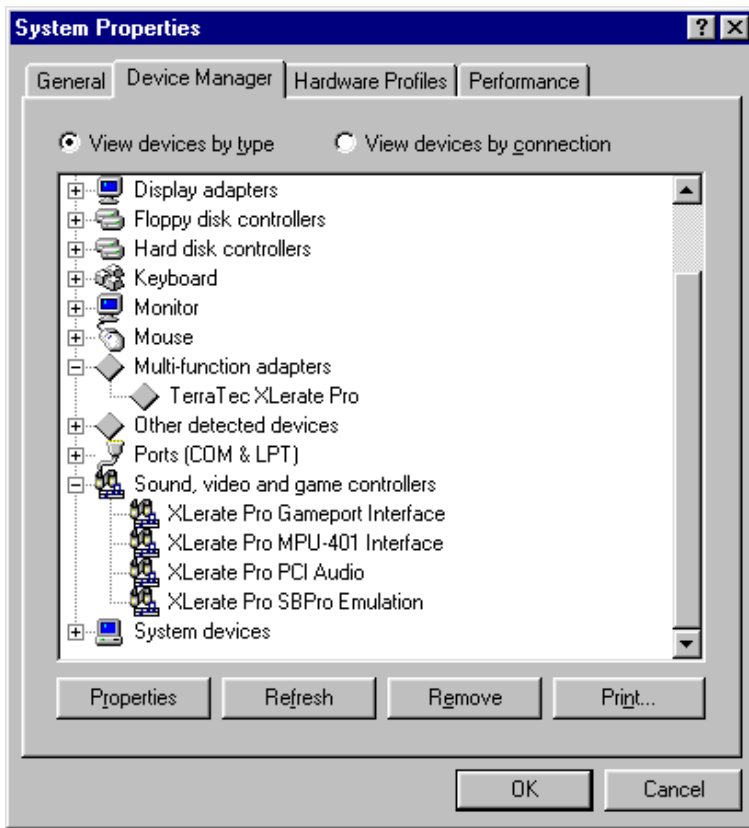 System Properties
General Device Manager Hardware Profiles Performance
View devices by type View devices by connection
Display adapters
Floppy disk controllers
Hard disk controllers
Keyboard
Monitor
Mouse
Multi-function adapters
TerraTec XLerate Pro
Other detected devices
Ports (COM & LPT)
Sound, video and game controllers
XLerate Pro Gameport Interface
XLerate Pro MPU-401 Interface
XLerate Pro PCI Audio
XLerate Pro SBPro Emulation
System devices
Properties Refresh Remove Print...
OK Cancel